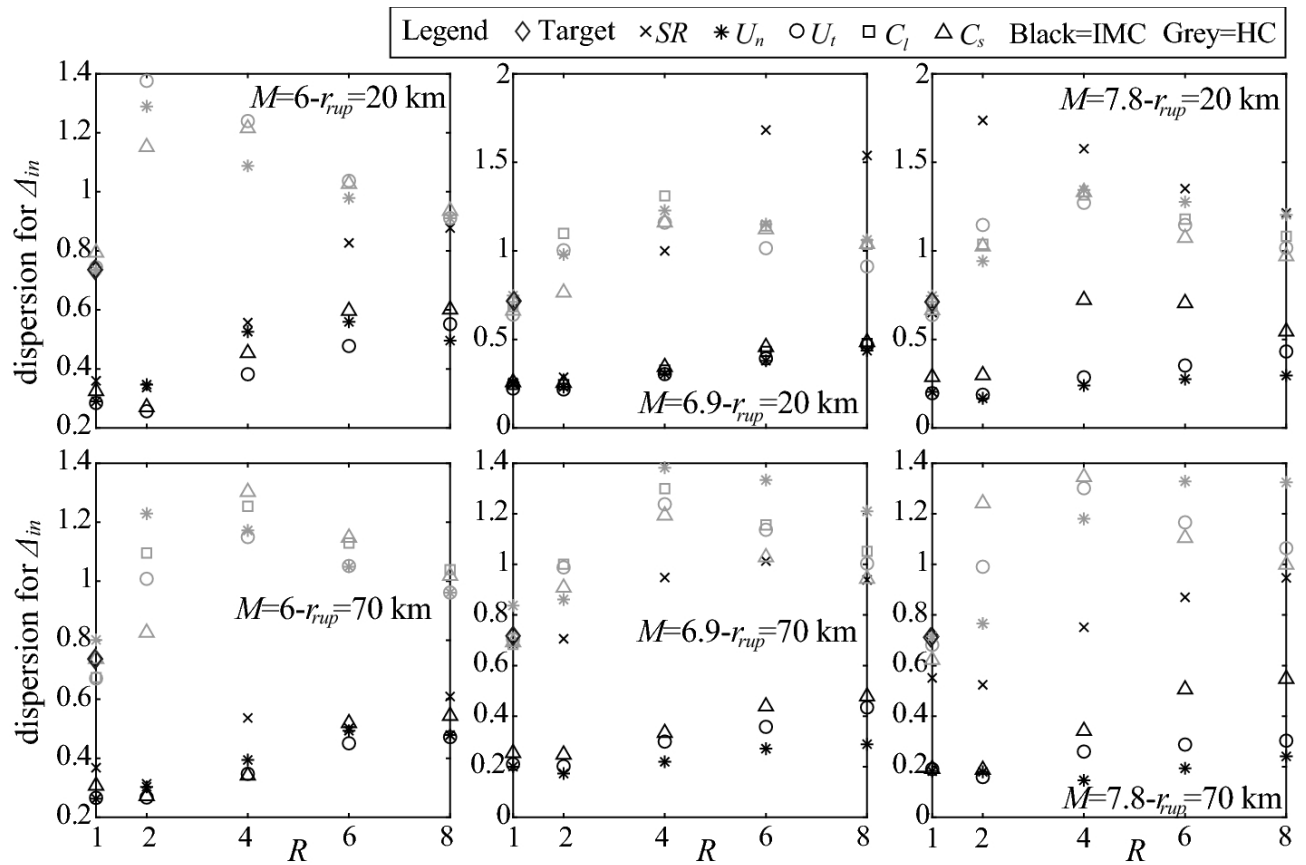 Legend Target SR Un Ut Cl Cs Black=IMC Grey=HC
dispersion for Δin
1.4
1.2
1
0.8
0.6
0.4
0.2
M=6-rrup=20 km
2
1.5
1
0.5
0
M=6.9-rrup=20 km
2
1.5
1
0.5
0
M=7.8-rrup=20 km
dispersion for Δin
1.4
1.2
1
0.8
0.6
0.4
0.2
M=6-rrup=70 km
1 2 4 6 8
R
1.4
1.2
1
0.8
0.6
0.4
0.2
0
M=6.9-rrup=70 km
1 2 4 6 8
R
1.4
1.2
1
0.8
0.6
0.4
0.2
0
M=7.8-rrup=70 km
1 2 4 6 8
R